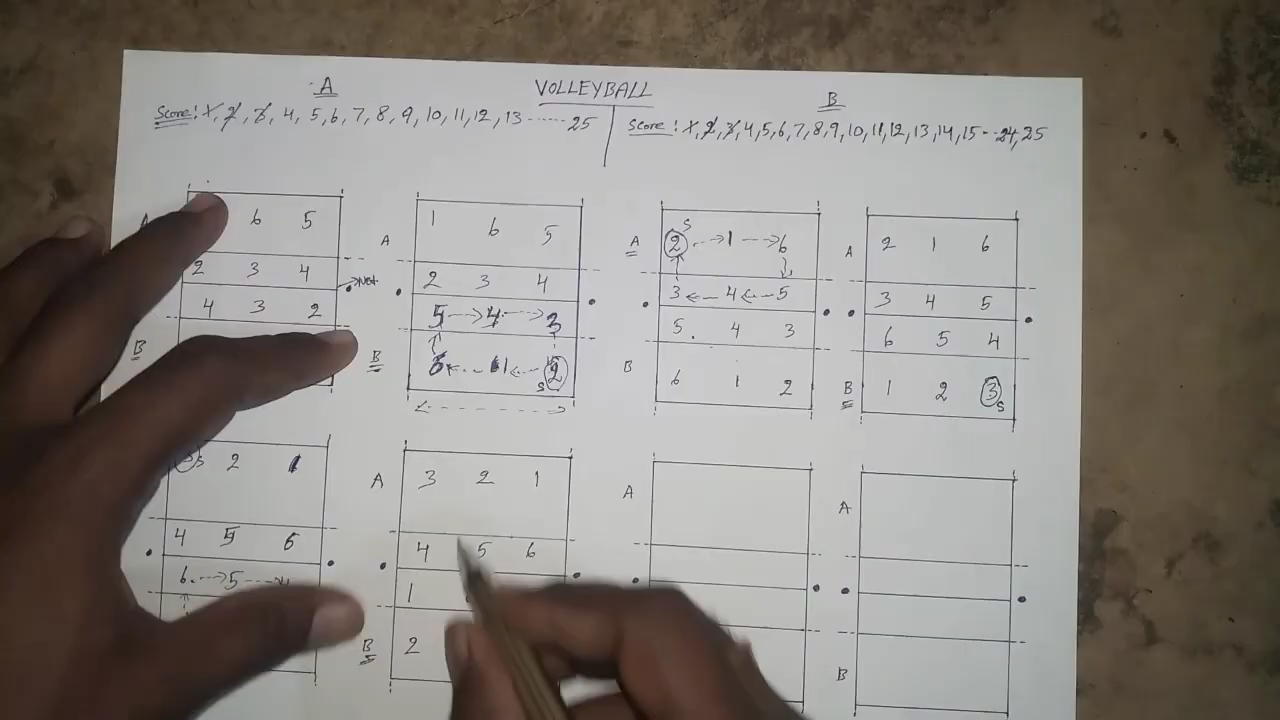 VOLLEYBALL
A
Score: 1, 2, 3, 4, 5, 6, 7, 8, 9, 10, 11, 12, 13 ------ 25
B
Score: 1, 2, 3, 4, 5, 6, 7, 8, 9, 10, 11, 12, 13, 14, 15 -- 24, 25
6 5
2 3 4
Net
4 3 2
B
A
1 6 5
2 3 4
5 4 3
B
6 1 2 S
A
2 S 1 6
3 4 5
5 4 3
B
6 1 2
A
2 1 6
3 4 5
6 5 4
B
1 2 3 S
S 2 1
4 5 6
6 5
A
3 2 1
4 5 6
1
B
2
A
A
B